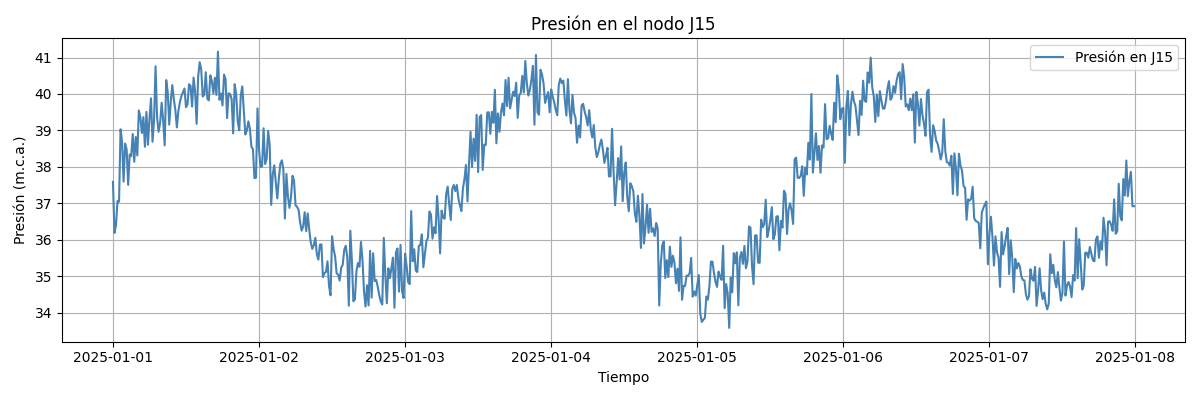 Presión en el nodo J15
Presión en J15
Presión (m.c.a.)
41
40
39
38
37
36
35
34
2025-01-01 2025-01-02 2025-01-03 2025-01-04 2025-01-05 2025-01-06 2025-01-07 2025-01-08
Tiempo